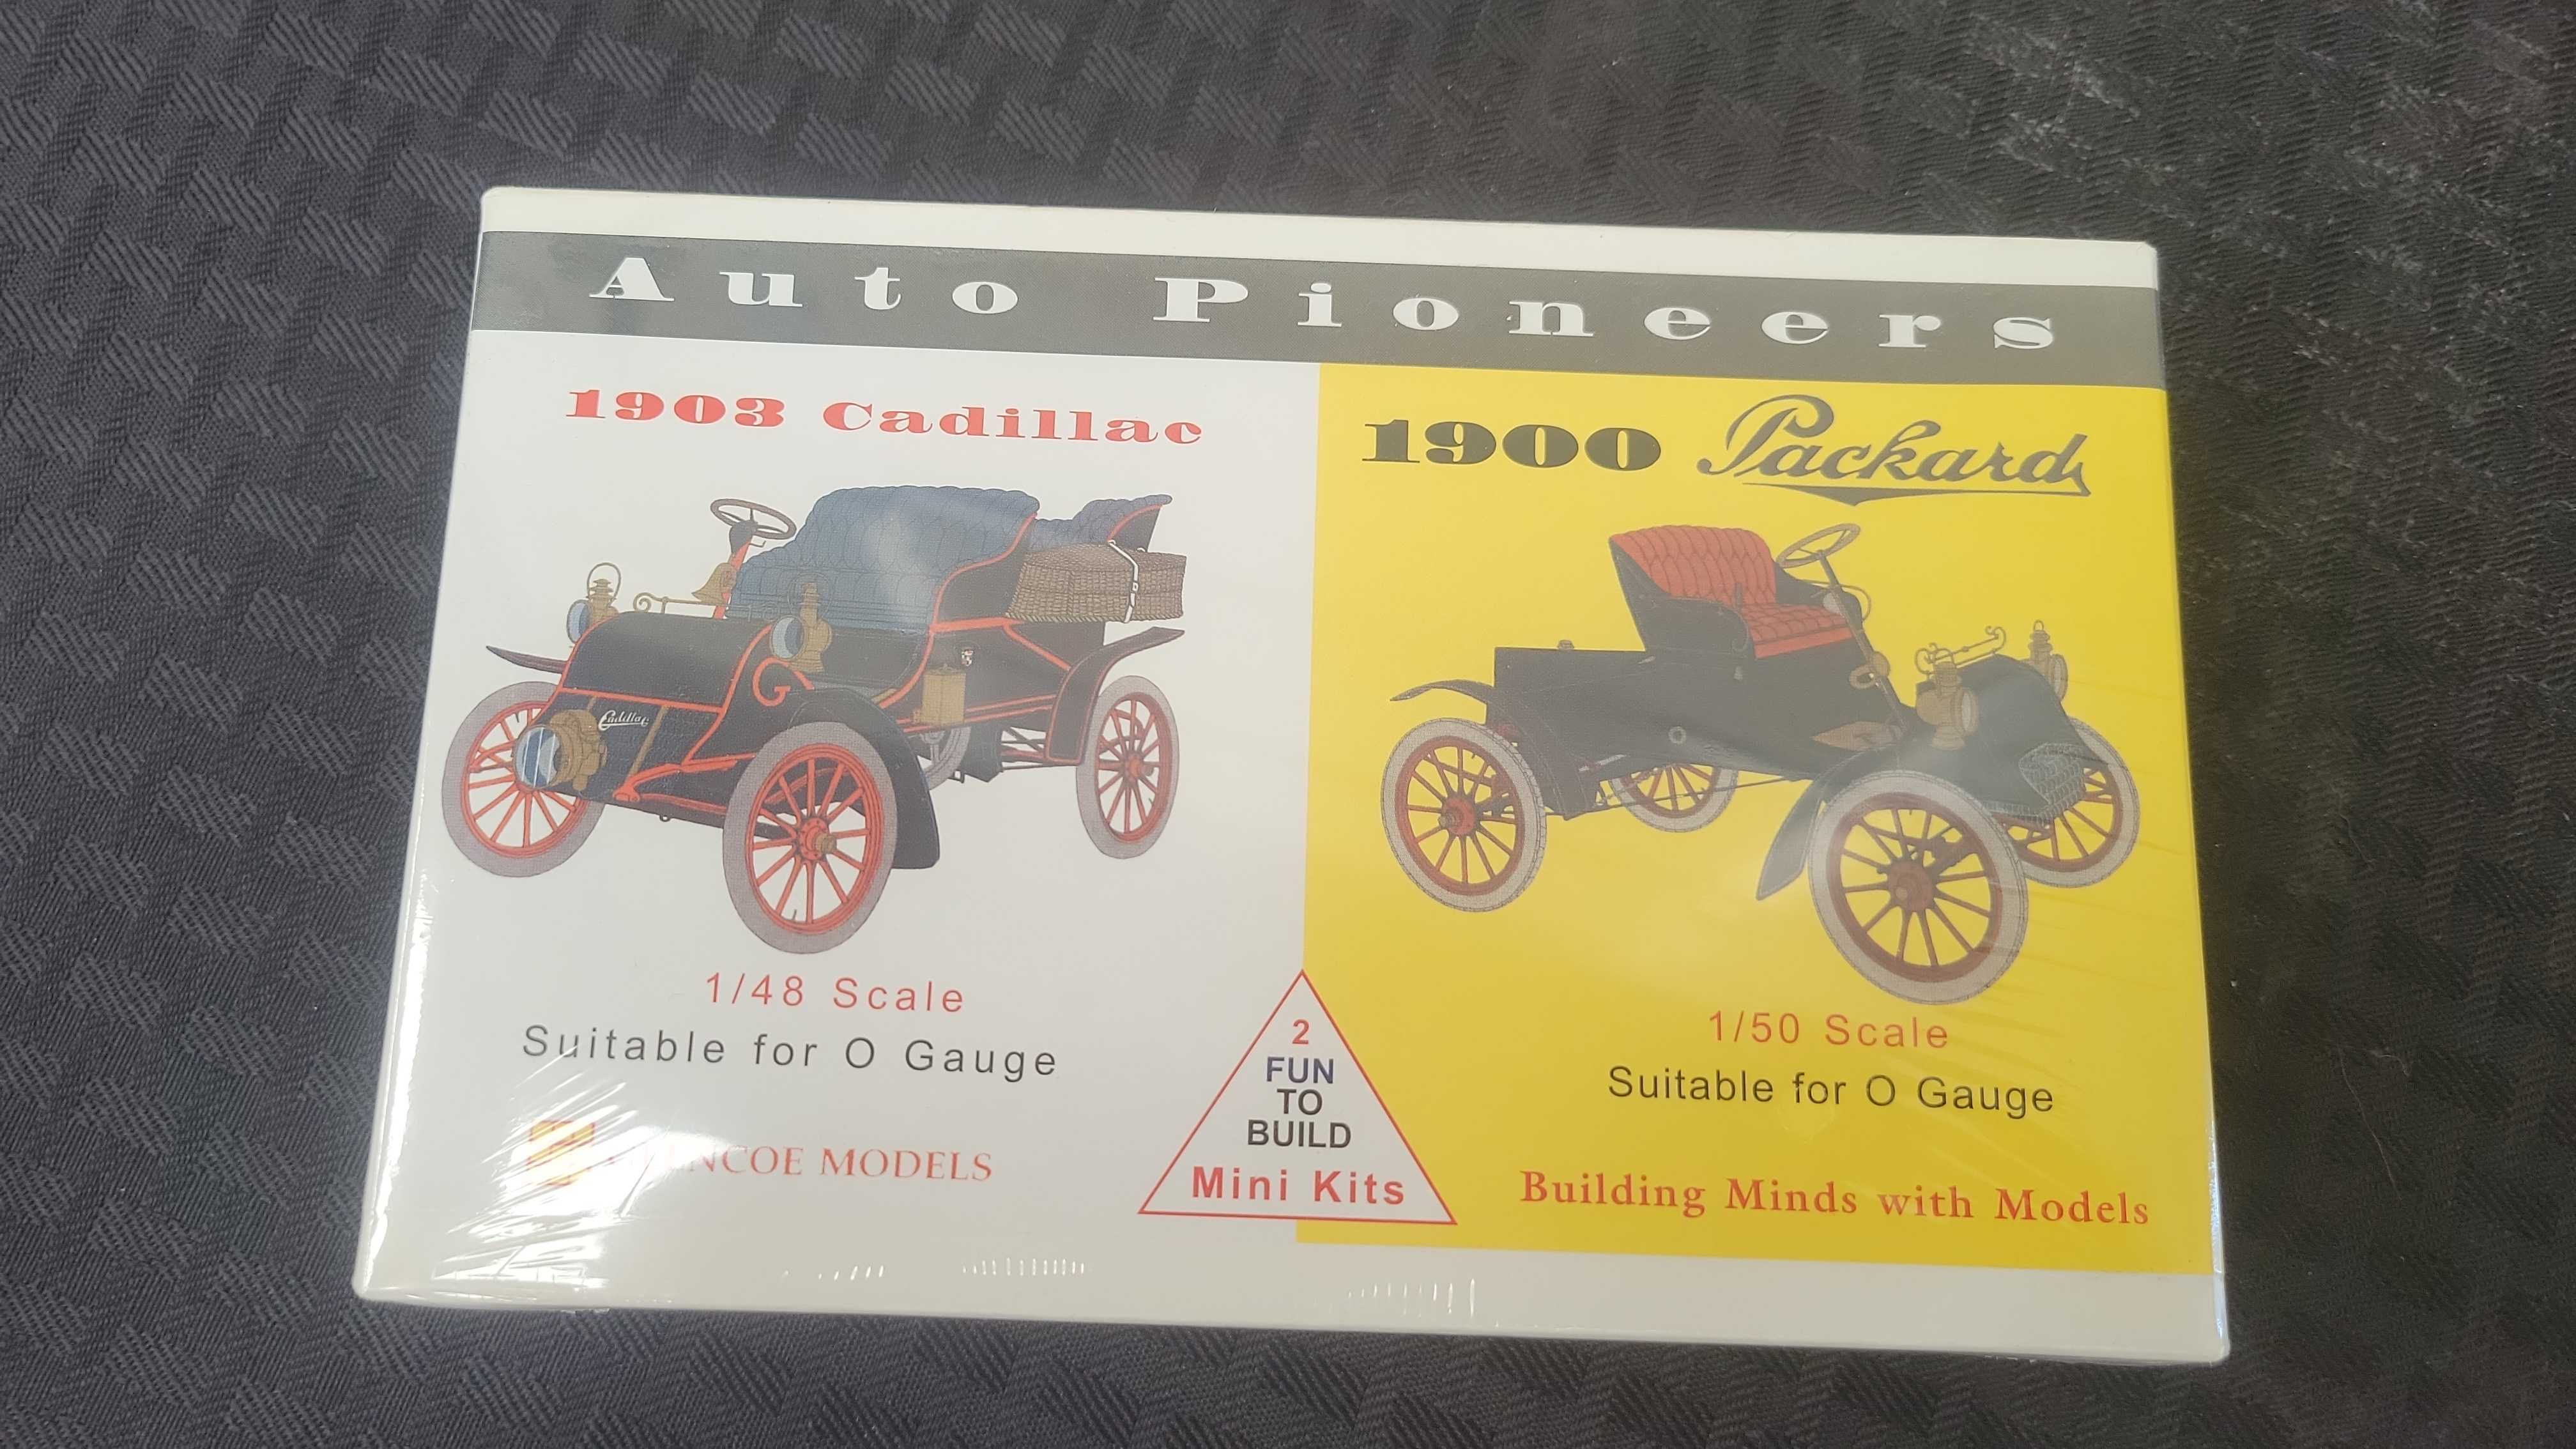 Auto Pioneers
1903 Cadillac
1900 Packard
Cadillac
1/48 Scale
Suitable for O Gauge
1/50 Scale
Suitable for O Gauge
2
FUN
TO
BUILD
Mini Kits
MODELS
Building Minds with Models